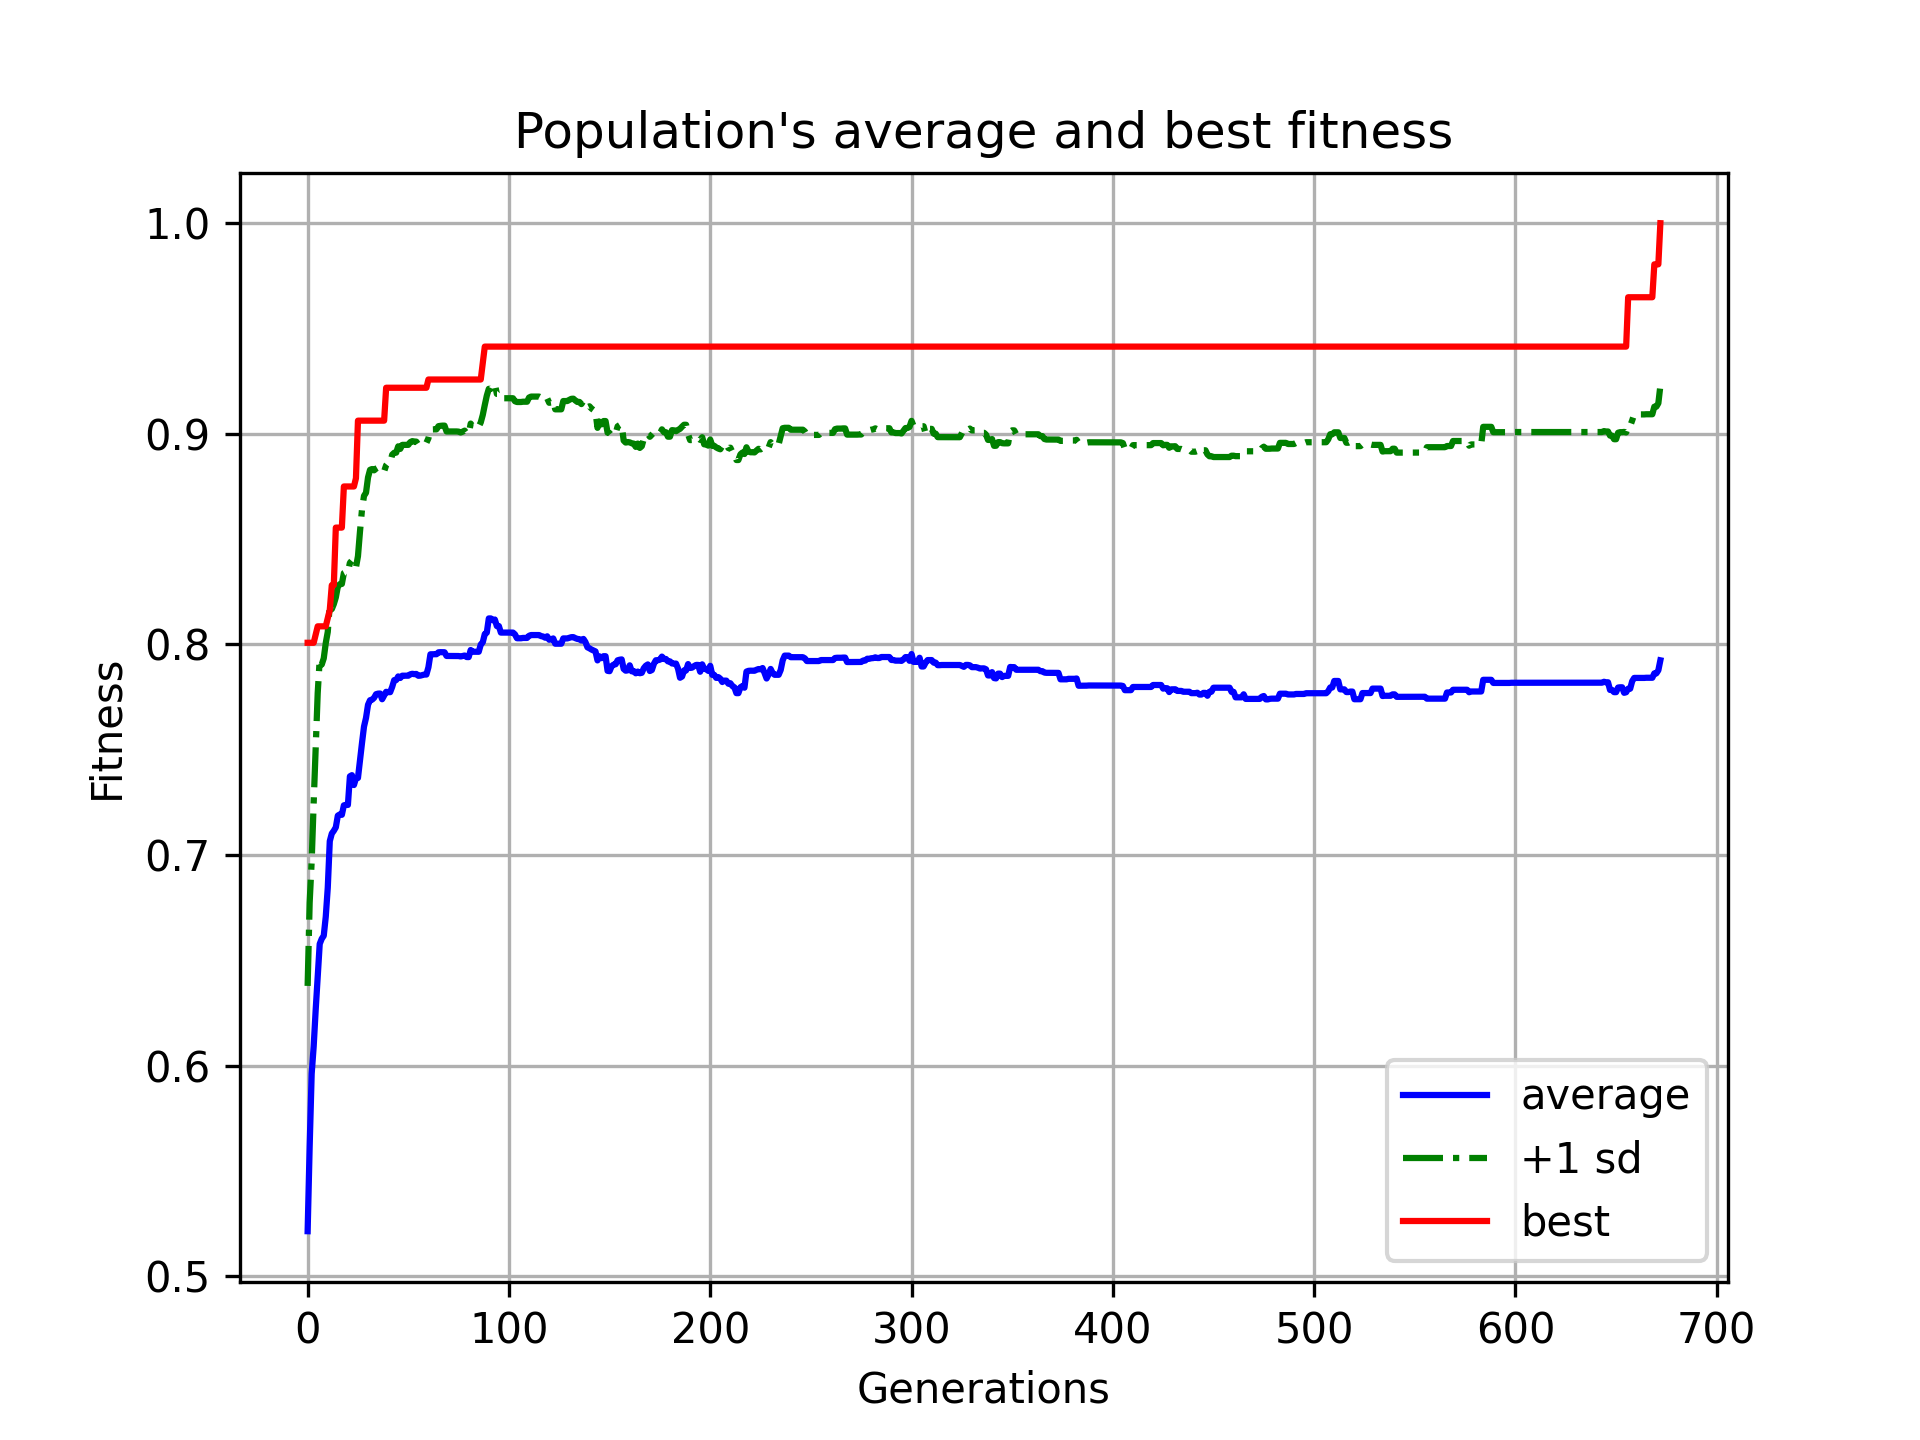 Population's average and best fitness
1.0
0.9
0.8
0.7
0.6
0.5
Fitness
0 100 200 300 400 500 600 700
Generations
average
+1 sd
best